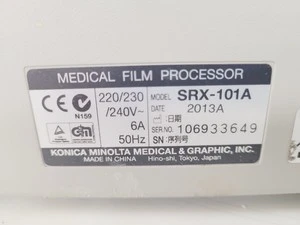 MEDICAL FILM PROCESSOR
CE
N159
220/230
/240V~
6A
50Hz
MODEL SRX-101A
DATE 2013A
:日期
SER.NO. 106933649
SN :序列号
KONICA MINOLTA MEDICAL & GRAPHIC, INC.
MADE IN CHINA Hino-shi, Tokyo, Japan